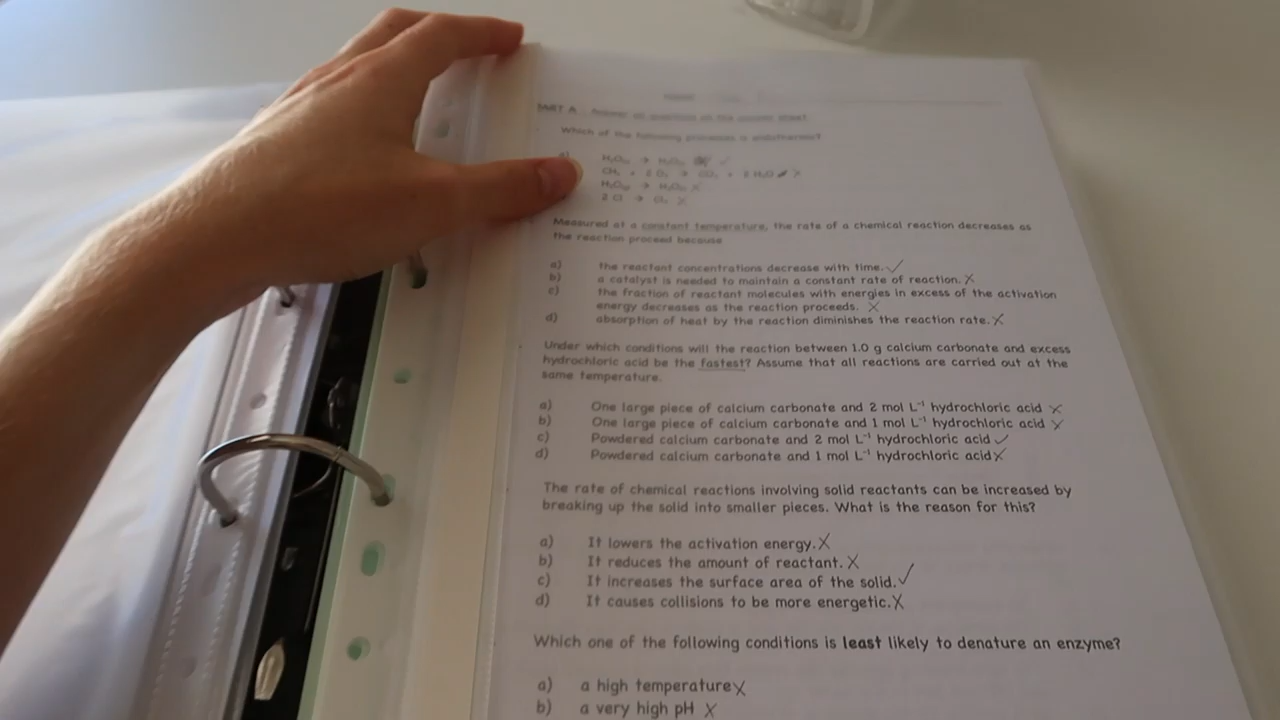 PART A : Answer all questions on the answer sheet.
Which of the following processes is endothermic?
a)
H₂O → H₂O ✓
CH₄ + 2 O₂ → CO₂ + 2 H₂O X
H₂O → H₂O X
2 Cl → Cl₂ X
Measured at a constant temperature, the rate of a chemical reaction decreases as
the reaction proceed because
a) the reactant concentrations decrease with time. ✓
b) a catalyst is needed to maintain a constant rate of reaction. X
c) the fraction of reactant molecules with energies in excess of the activation
energy decreases as the reaction proceeds. X
d) absorption of heat by the reaction diminishes the reaction rate. X
Under which conditions will the reaction between 1.0 g calcium carbonate and excess
hydrochloric acid be the fastest? Assume that all reactions are carried out at the
same temperature.
a) One large piece of calcium carbonate and 2 mol L⁻¹ hydrochloric acid X
b) One large piece of calcium carbonate and 1 mol L⁻¹ hydrochloric acid X
c) Powdered calcium carbonate and 2 mol L⁻¹ hydrochloric acid ✓
d) Powdered calcium carbonate and 1 mol L⁻¹ hydrochloric acid X
The rate of chemical reactions involving solid reactants can be increased by
breaking up the solid into smaller pieces. What is the reason for this?
a) It lowers the activation energy. X
b) It reduces the amount of reactant. X
c) It increases the surface area of the solid. ✓
d) It causes collisions to be more energetic. X
Which one of the following conditions is least likely to denature an enzyme?
a) a high temperature X
b) a very high pH X